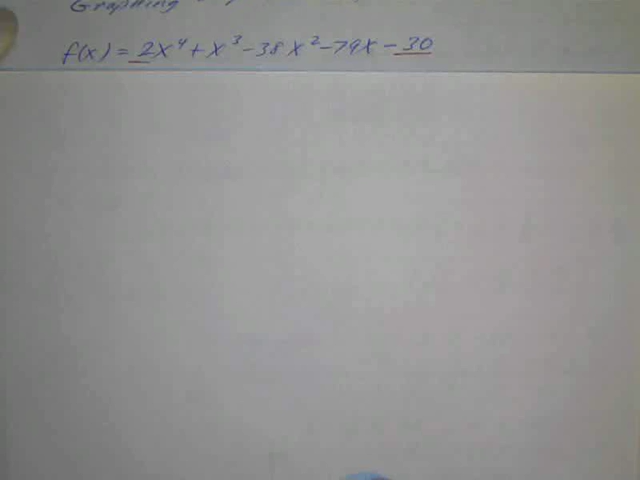 Graphing
f(x) = 2x⁴ + x³ - 38x² - 79x - 30